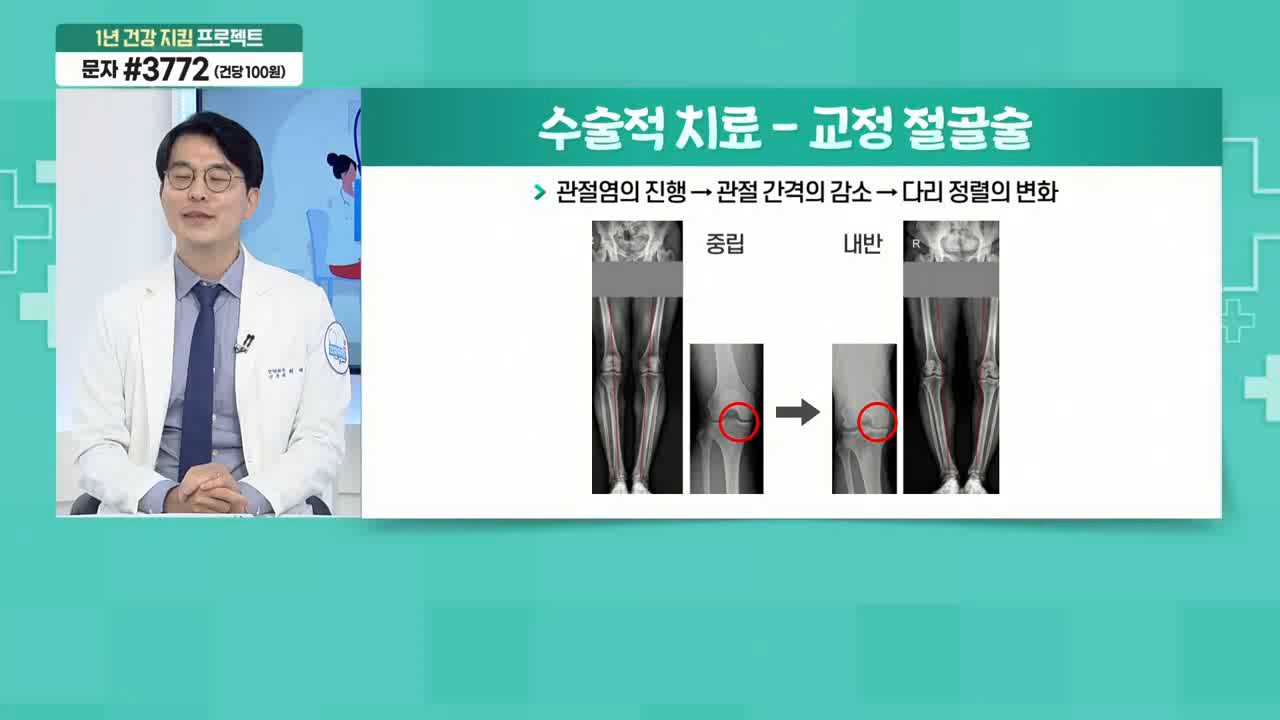 1년 건강 지킴 프로젝트
문자 #3772 (건당 100원)
수술적 치료 - 교정 절골술
관절염의 진행 → 관절 간격의 감소 → 다리 정렬의 변화
중립
내반
R